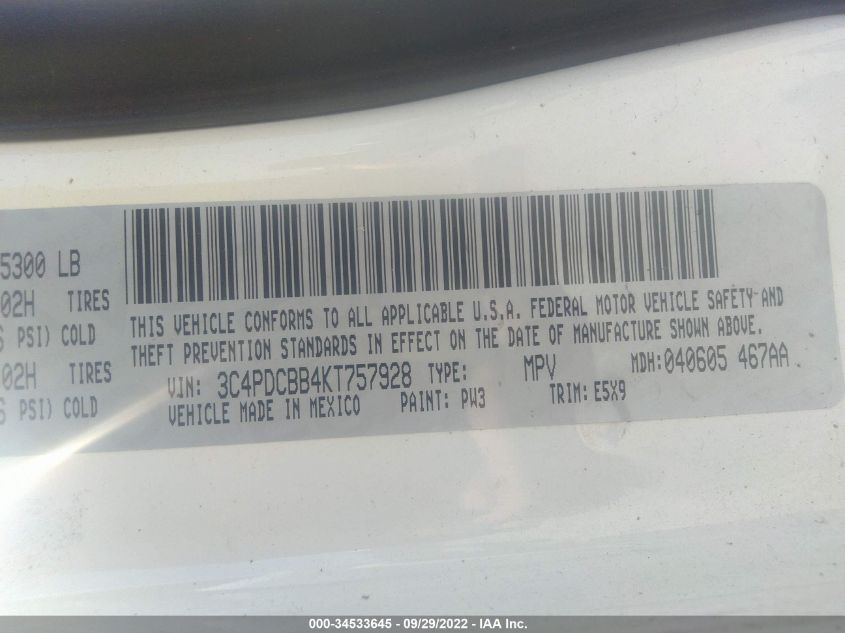 5300 LB
02H TIRES
PSI) COLD
02H TIRES
PSI) COLD
THIS VEHICLE CONFORMS TO ALL APPLICABLE U.S.A. FEDERAL MOTOR VEHICLE SAFETY AND
THEFT PREVENTION STANDARDS IN EFFECT ON THE DATE OF MANUFACTURE SHOWN ABOVE.
VIN: 3C4PDCBB4KT757928 TYPE: MPV MDH:040605 467AA
VEHICLE MADE IN MEXICO PAINT: PW3 TRIM: E5X9
000-34533645 - 09/29/2022 - IAA Inc.